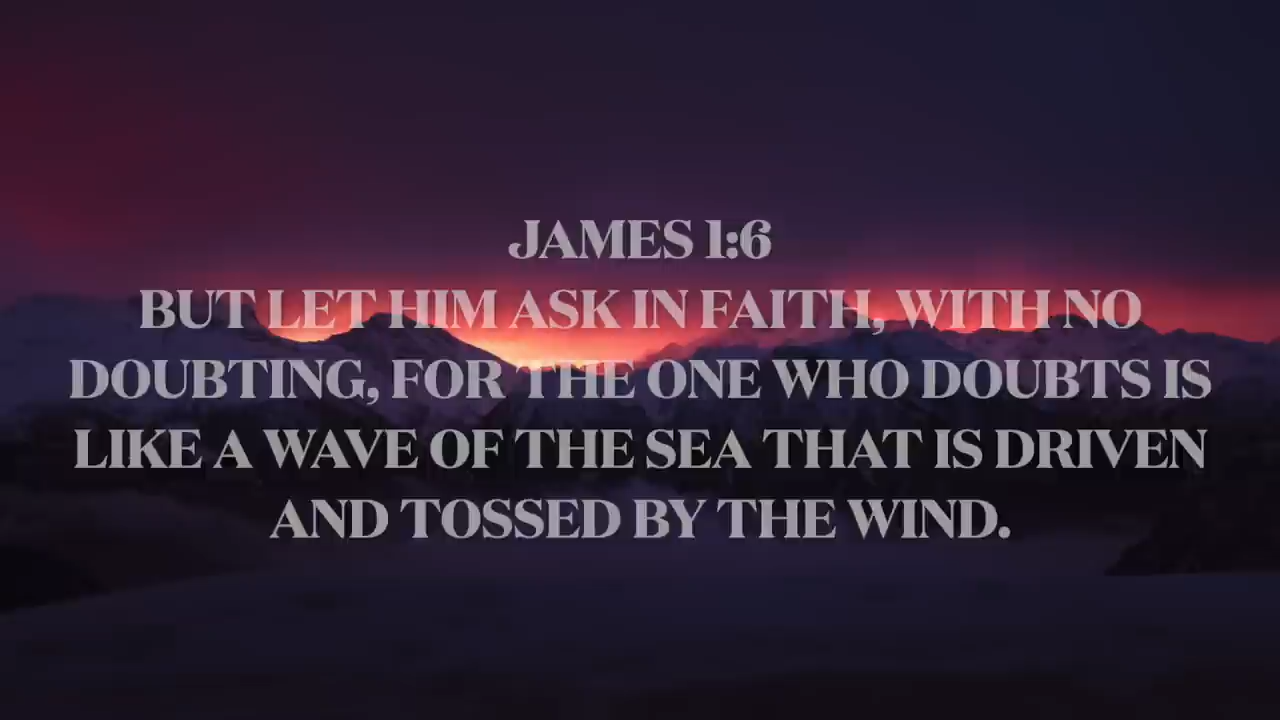 JAMES 1:6
BUT LET HIM ASK IN FAITH, WITH NO
DOUBTING, FOR THE ONE WHO DOUBTS IS
LIKE A WAVE OF THE SEA THAT IS DRIVEN
AND TOSSED BY THE WIND.